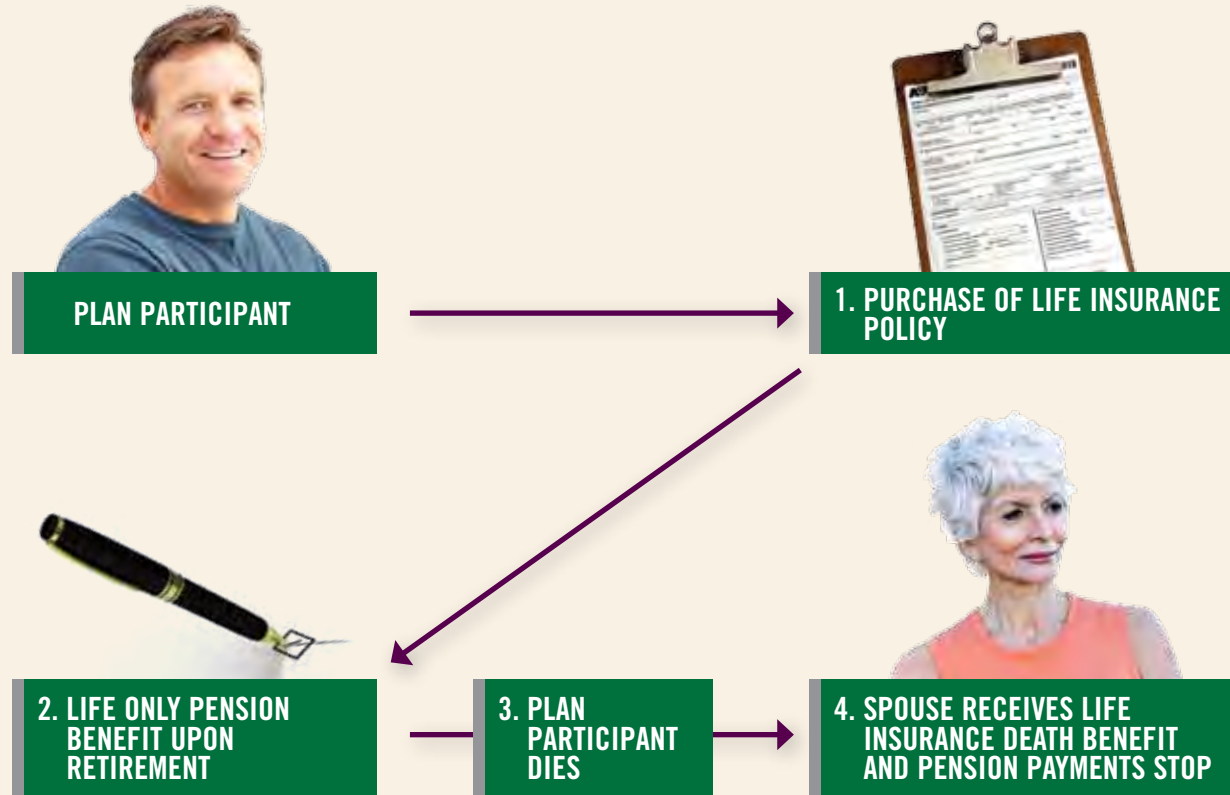 PLAN PARTICIPANT
1. PURCHASE OF LIFE INSURANCE
POLICY
2. LIFE ONLY PENSION
BENEFIT UPON
RETIREMENT
3. PLAN
PARTICIPANT
DIES
4. SPOUSE RECEIVES LIFE
INSURANCE DEATH BENEFIT
AND PENSION PAYMENTS STOP